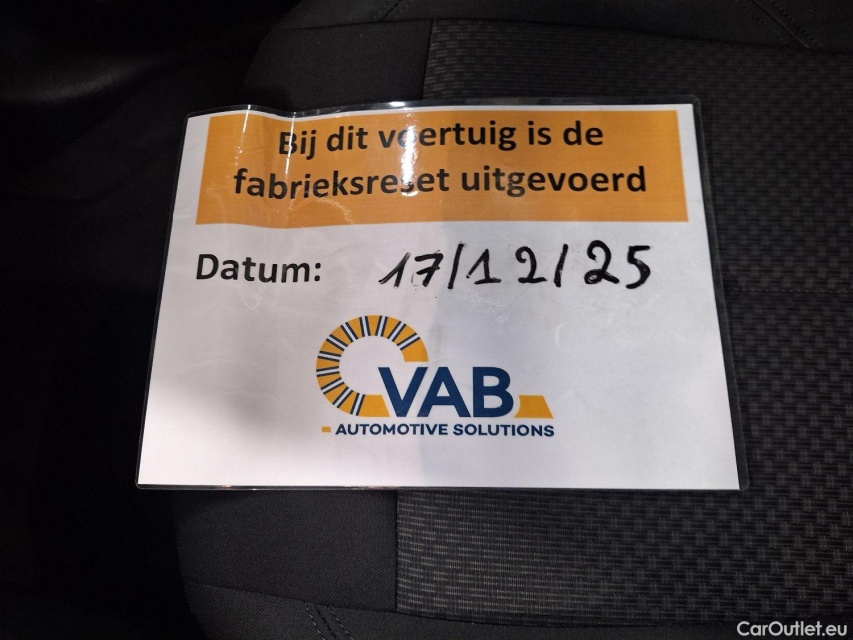 Bij dit voertuig is de
fabrieksreset uitgevoerd
Datum: 17/12/25
VAB
AUTOMOTIVE SOLUTIONS
CarOutlet.eu